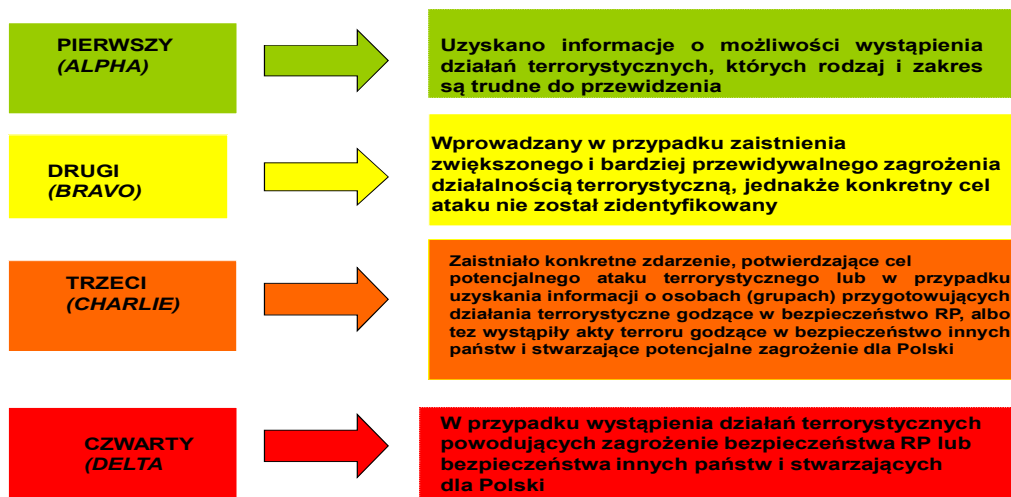 PIERWSZY
(ALPHA)
Uzyskano informacje o możliwości wystąpienia
działań terrorystycznych, których rodzaj i zakres
są trudne do przewidzenia
DRUGI
(BRAVO)
Wprowadzany w przypadku zaistnienia
zwiększonego i bardziej przewidywalnego zagrożenia
działalnością terrorystyczną, jednakże konkretny cel
ataku nie został zidentyfikowany
TRZECI
(CHARLIE)
Zaistniało konkretne zdarzenie, potwierdzające cel
potencjalnego ataku terrorystycznego lub w przypadku
uzyskania informacji o osobach (grupach) przygotowujących
działania terrorystyczne godzące w bezpieczeństwo RP, albo
tez wystąpiły akty terroru godzące w bezpieczeństwo innych
państw i stwarzające potencjalne zagrożenie dla Polski
CZWARTY
(DELTA
W przypadku wystąpienia działań terrorystycznych
powodujących zagrożenie bezpieczeństwa RP lub
bezpieczeństwa innych państw i stwarzających
dla Polski